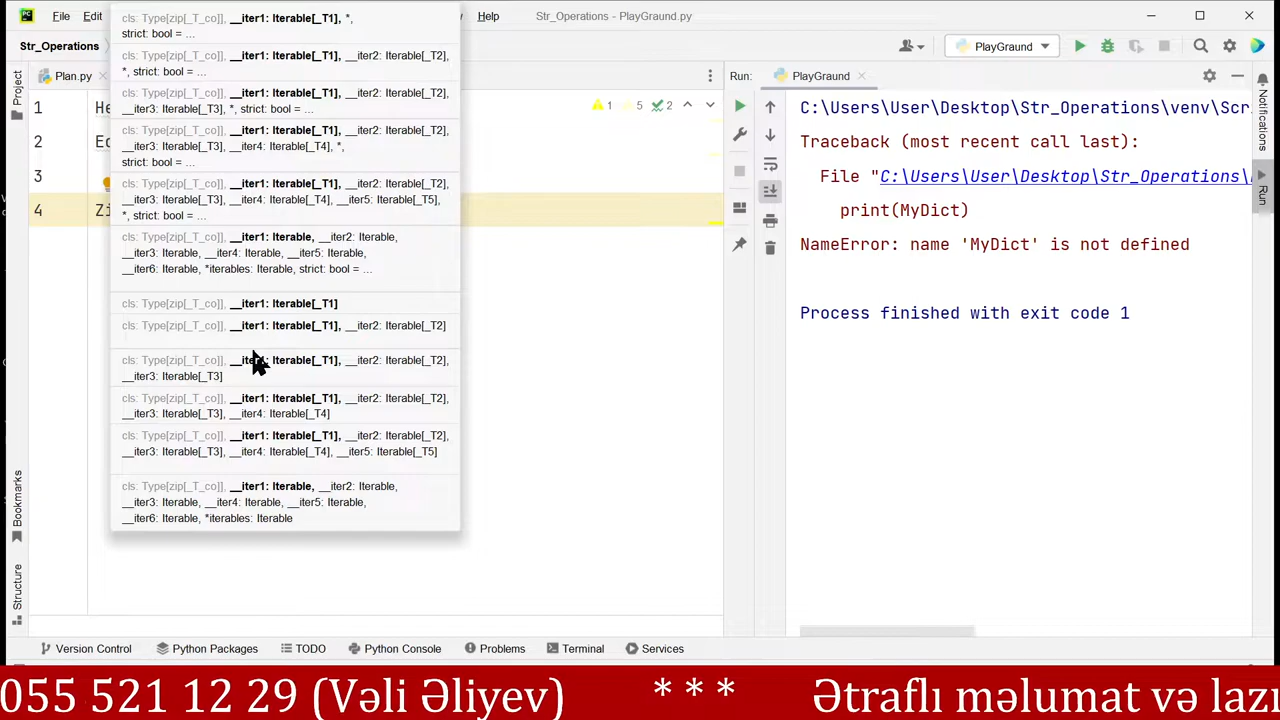 File Edit Help Str_Operations - PlayGround.py
Str_Operations PlayGround
Plan.py
Run: PlayGround
Project
Notifications
Run
1 He
2 Ec
3
4 Zi
1 5 2
cls: Type[zip[_T_co]], __iter1: Iterable[_T1], *,
strict: bool = ...
cls: Type[zip[_T_co]], __iter1: Iterable[_T1], __iter2: Iterable[_T2],
*, strict: bool = ...
cls: Type[zip[_T_co]], __iter1: Iterable[_T1], __iter2: Iterable[_T2],
__iter3: Iterable[_T3], *, strict: bool = ...
cls: Type[zip[_T_co]], __iter1: Iterable[_T1], __iter2: Iterable[_T2],
__iter3: Iterable[_T3], __iter4: Iterable[_T4], *,
strict: bool = ...
cls: Type[zip[_T_co]], __iter1: Iterable[_T1], __iter2: Iterable[_T2],
__iter3: Iterable[_T3], __iter4: Iterable[_T4], __iter5: Iterable[_T5],
*, strict: bool = ...
cls: Type[zip[_T_co]], __iter1: Iterable, __iter2: Iterable,
__iter3: Iterable, __iter4: Iterable, __iter5: Iterable,
__iter6: Iterable, *iterables: Iterable, strict: bool = ...
cls: Type[zip[_T_co]], __iter1: Iterable[_T1]
cls: Type[zip[_T_co]], __iter1: Iterable[_T1], __iter2: Iterable[_T2]
cls: Type[zip[_T_co]], Iterable[_T1], __iter2: Iterable[_T2],
__iter3: Iterable[_T3]
cls: Type[zip[_T_co]], __iter1: Iterable[_T1], __iter2: Iterable[_T2],
__iter3: Iterable[_T3], __iter4: Iterable[_T4]
cls: Type[zip[_T_co]], __iter1: Iterable[_T1], __iter2: Iterable[_T2],
__iter3: Iterable[_T3], __iter4: Iterable[_T4], __iter5: Iterable[_T5]
cls: Type[zip[_T_co]], __iter1: Iterable, __iter2: Iterable,
__iter3: Iterable, __iter4: Iterable, __iter5: Iterable,
__iter6: Iterable, *iterables: Iterable
C:\Users\User\Desktop\Str_Operations\venv\Scr
Traceback (most recent call last):
File "C:\Users\User\Desktop\Str_Operations\
print(MyDict)
NameError: name 'MyDict' is not defined
Process finished with exit code 1
Bookmarks
Structure
Version Control Python Packages TODO Python Console Problems Terminal Services
055 521 12 29 (Vəli Əliyev) * * * Ətraflı məlumat və lazı